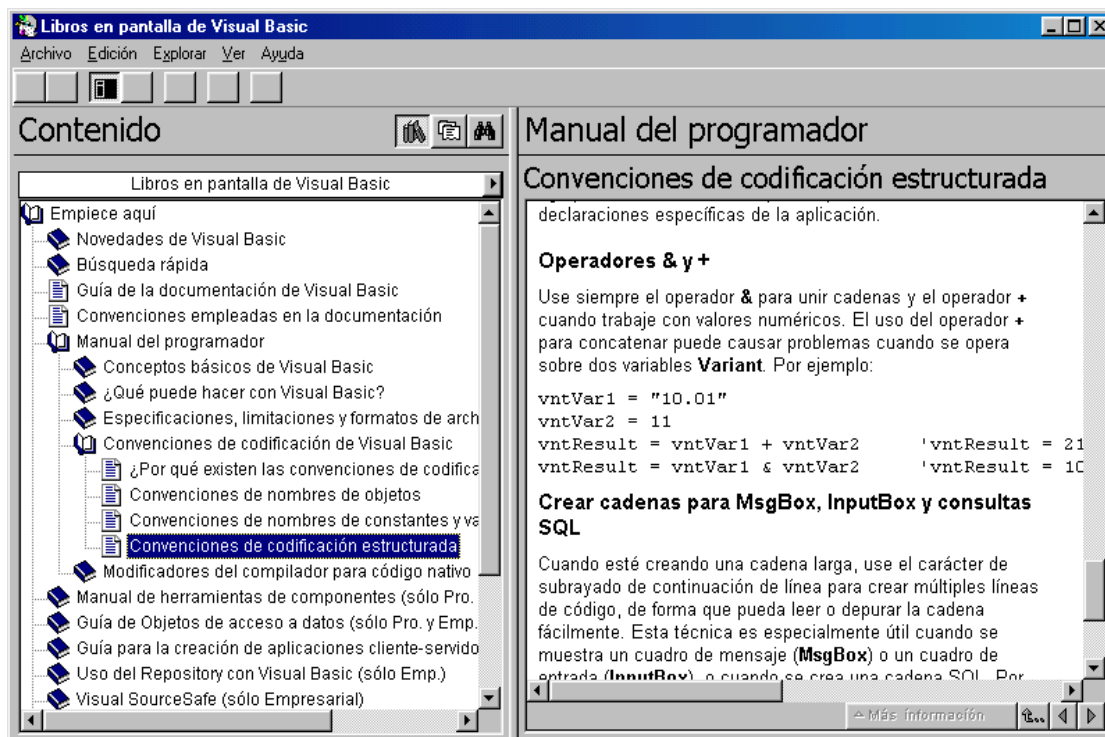 Libros en pantalla de Visual Basic
Archivo Edición Explorar Ver Ayuda
Contenido
Libros en pantalla de Visual Basic
Empiece aquí
Novedades de Visual Basic
Búsqueda rápida
Guía de la documentación de Visual Basic
Convenciones empleadas en la documentación
Manual del programador
Conceptos básicos de Visual Basic
¿Qué puede hacer con Visual Basic?
Especificaciones, limitaciones y formatos de arch
Convenciones de codificación de Visual Basic
¿Por qué existen las convenciones de codifica
Convenciones de nombres de objetos
Convenciones de nombres de constantes y va
Convenciones de codificación estructurada
Modificadores del compilador para código nativo
Manual de herramientas de componentes (sólo Pro.
Guía de Objetos de acceso a datos (sólo Pro. y Emp.
Guía para la creación de aplicaciones cliente-servido
Uso del Repository con Visual Basic (sólo Emp.)
Visual SourceSafe (sólo Empresarial)
Manual del programador
Convenciones de codificación estructurada
declaraciones específicas de la aplicación.
Operadores & y +
Use siempre el operador & para unir cadenas y el operador +
cuando trabaje con valores numéricos. El uso del operador +
para concatenar puede causar problemas cuando se opera
sobre dos variables Variant. Por ejemplo:
vntVar1 = "10.01"
vntVar2 = 11
vntResult = vntVar1 + vntVar2 'vntResult = 21
vntResult = vntVar1 & vntVar2 'vntResult = 10
Crear cadenas para MsgBox, InputBox y consultas
SQL
Cuando esté creando una cadena larga, use el carácter de
subrayado de continuación de línea para crear múltiples líneas
de código, de forma que pueda leer o depurar la cadena
fácilmente. Esta técnica es especialmente útil cuando se
muestra un cuadro de mensaje (MsgBox) o un cuadro de
entrada (InputBox), o cuando se crea una cadena SQL. Por
Más información